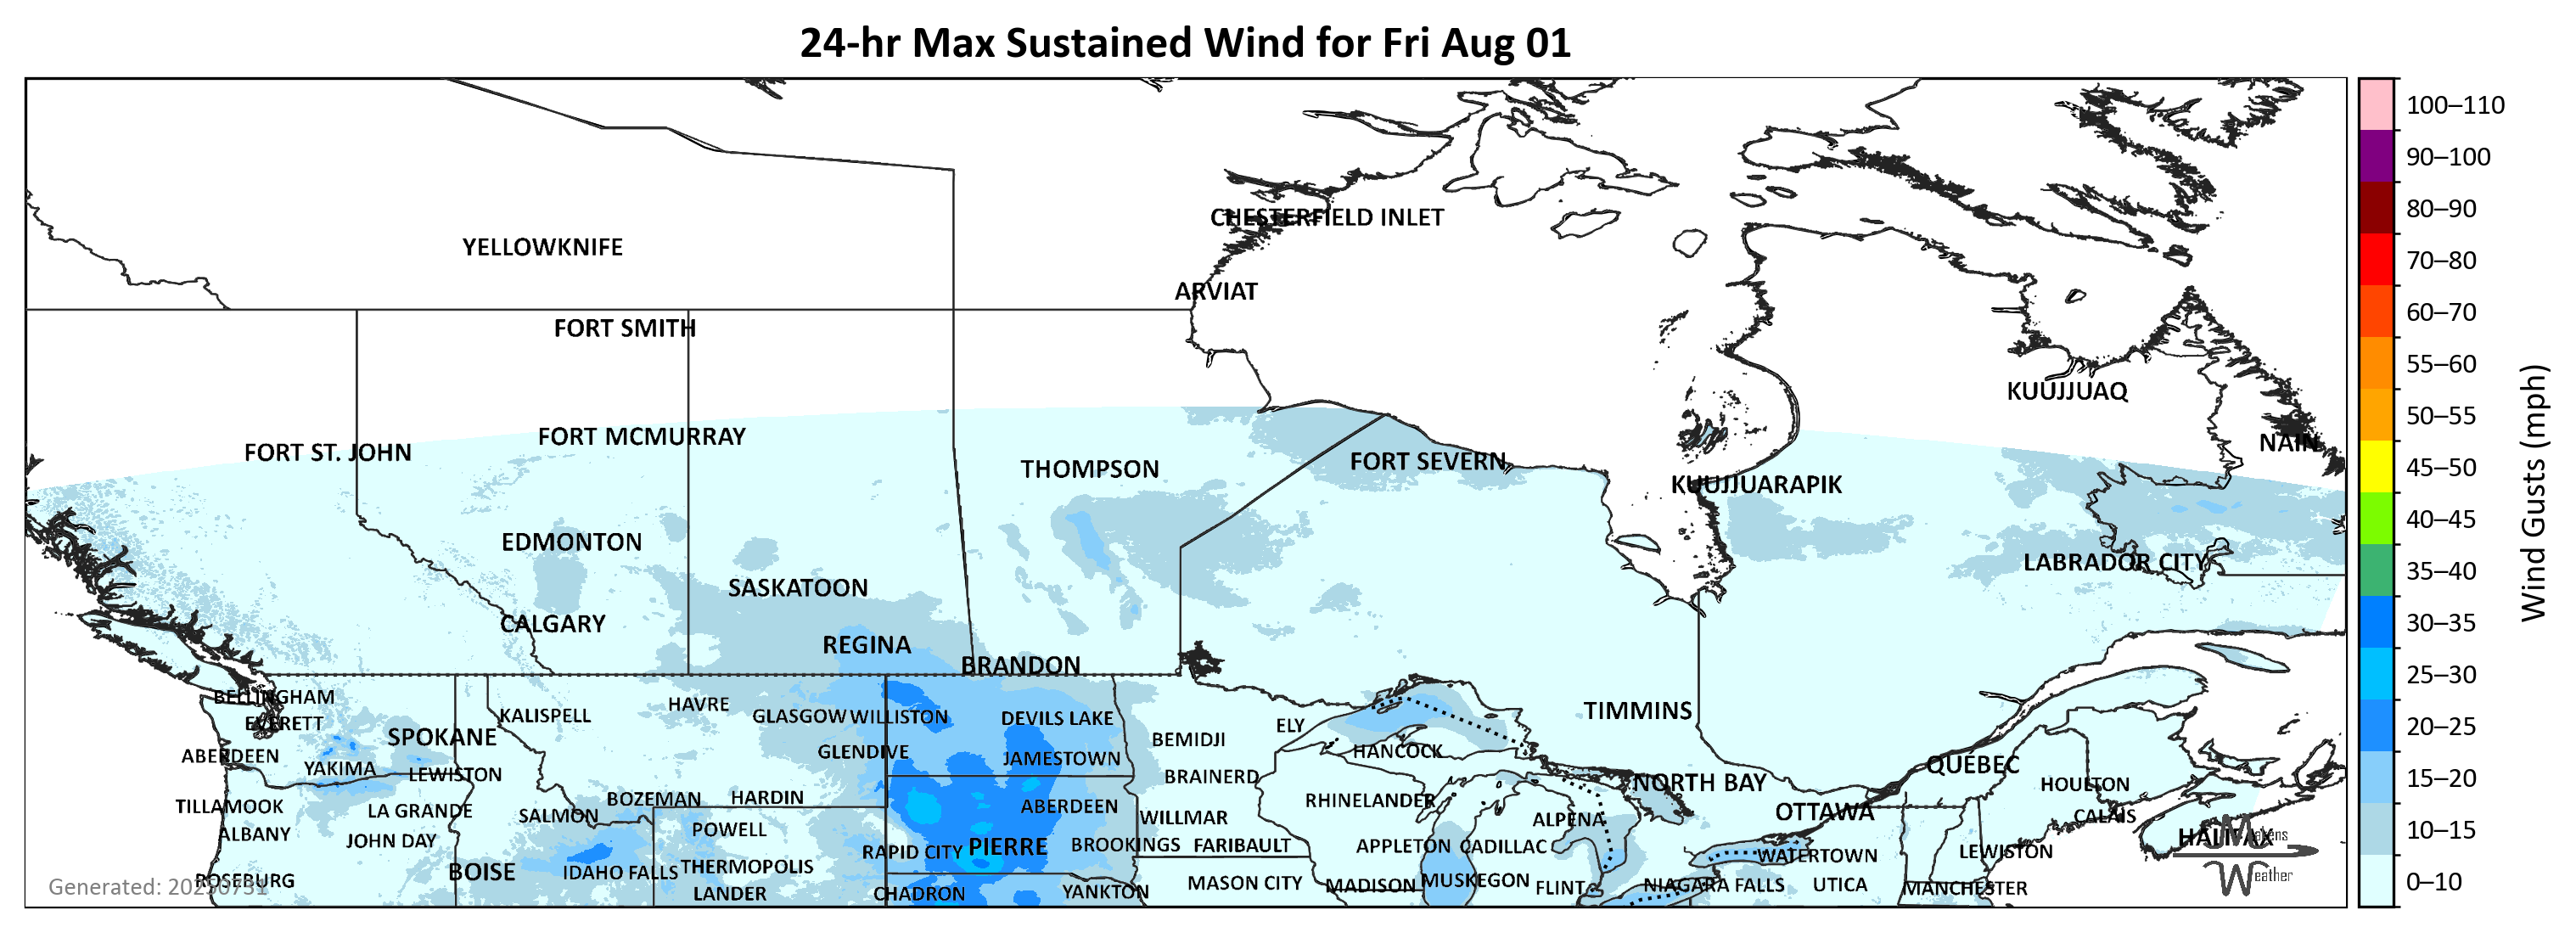 24-hr Max Sustained Wind for Fri Aug 01
100–110
90–100
80–90
70–80
60–70
55–60
50–55
45–50
40–45
35–40
30–35
25–30
20–25
15–20
10–15
0–10
Wind Gusts (mph)
CHESTERFIELD INLET
YELLOWKNIFE
ARVIAT
FORT SMITH
KUUJJUAQ
FORT MCMURRAY
NAIN
FORT ST. JOHN
FORT SEVERN
THOMPSON
KUUJJUARAPIK
EDMONTON
LABRADOR CITY
SASKATOON
CALGARY
REGINA
BRANDON
BELLINGHAM
HAVRE
TIMMINS
KALISPELL
GLASGOW
WILLISTON
DEVILS LAKE
EVERETT
ELY
SPOKANE
BEMIDJI
HANCOCK
GLENDIVE
ABERDEEN
JAMESTOWN
QUEBEC
YAKIMA
LEWISTON
BRAINERD
NORTH BAY
HOULTON
BOZEMAN
HARDIN
RHINELANDER
TILLAMOOK
ABERDEEN
LA GRANDE
OTTAWA
SALMON
WILLMAR
CALAIS
ALPENA
POWELL
ALBANY
HALIFAX
Makens
Weather
JOHN DAY
BROOKINGS
FARIBAULT
APPLETON
CADILLAC
PIERRE
RAPID CITY
LEWISTON
WATERTOWN
THERMOPOLIS
BOISE
IDAHO FALLS
ROSEBURG
MUSKEGON
MASON CITY
MADISON
FLINT
NIAGARA FALLS
UTICA
MANCHESTER
Generated: 20250731
LANDER
CHADRON
YANKTON